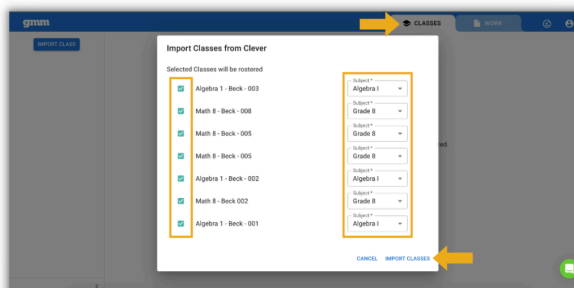 gmm
CLASSES
WORK
IMPORT CLASS
Import Classes from Clever
Selected Classes will be rostered
Algebra 1 - Beck - 003
Subject *
Algebra I
Math 8 - Beck - 008
Subject *
Grade 8
Math 8 - Beck - 005
Subject *
Grade 8
Math 8 - Beck - 005
Subject *
Grade 8
Algebra 1 - Beck - 002
Subject *
Algebra I
Math 8 - Beck 002
Subject *
Grade 8
Algebra 1 - Beck - 001
Subject *
Algebra I
CANCEL
IMPORT CLASSES